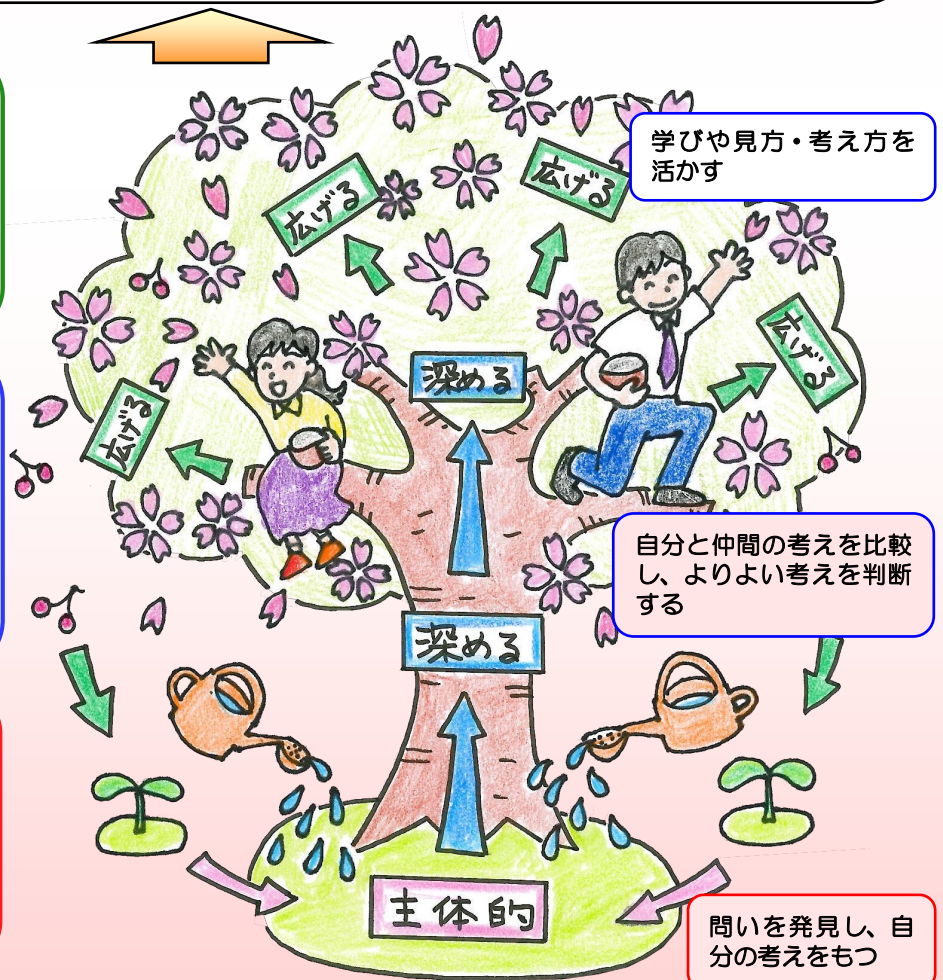 学びや見方・考え方を
活かす
広げる
広げる
広げる
深める
広げる
自分と仲間の考えを比較
し、よりよい考えを判断
する
深める
主体的
問いを発見し、自
分の考えをもつ